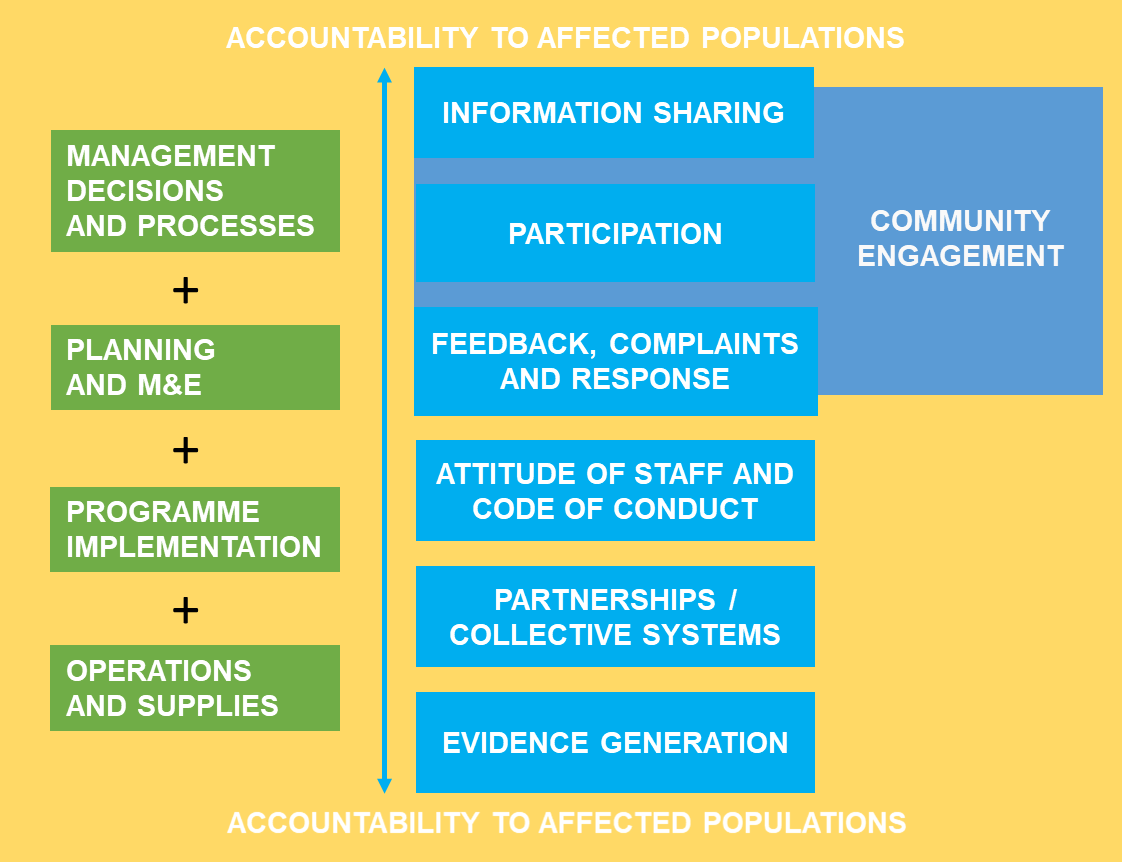 ACCOUNTABILITY TO AFFECTED POPULATIONS
MANAGEMENT
DECISIONS
AND PROCESSES
+
PLANNING
AND M&E
+
PROGRAMME
IMPLEMENTATION
+
OPERATIONS
AND SUPPLIES
INFORMATION SHARING
PARTICIPATION
FEEDBACK, COMPLAINTS
AND RESPONSE
ATTITUDE OF STAFF AND
CODE OF CONDUCT
PARTNERSHIPS /
COLLECTIVE SYSTEMS
EVIDENCE GENERATION
COMMUNITY
ENGAGEMENT
ACCOUNTABILITY TO AFFECTED POPULATIONS